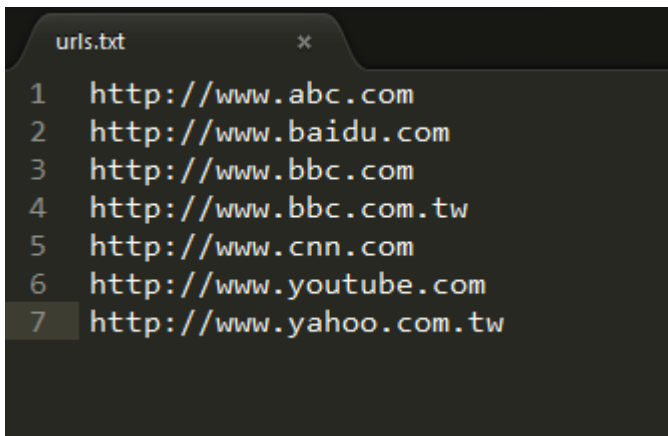 urls.txt ×
1 http://www.abc.com
2 http://www.baidu.com
3 http://www.bbc.com
4 http://www.bbc.com.tw
5 http://www.cnn.com
6 http://www.youtube.com
7 http://www.yahoo.com.tw